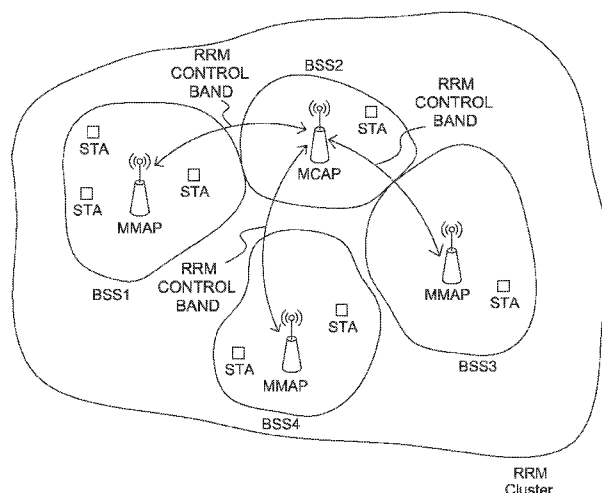 RRM
CONTROL
BAND
BSS2
RRM
CONTROL
BAND
STA
STA
MCAP
STA
STA
STA
MMAP
RRM
CONTROL
BAND
MMAP
BSS1
STA
STA
STA
MMAP
BSS3
BSS4
RRM
Cluster